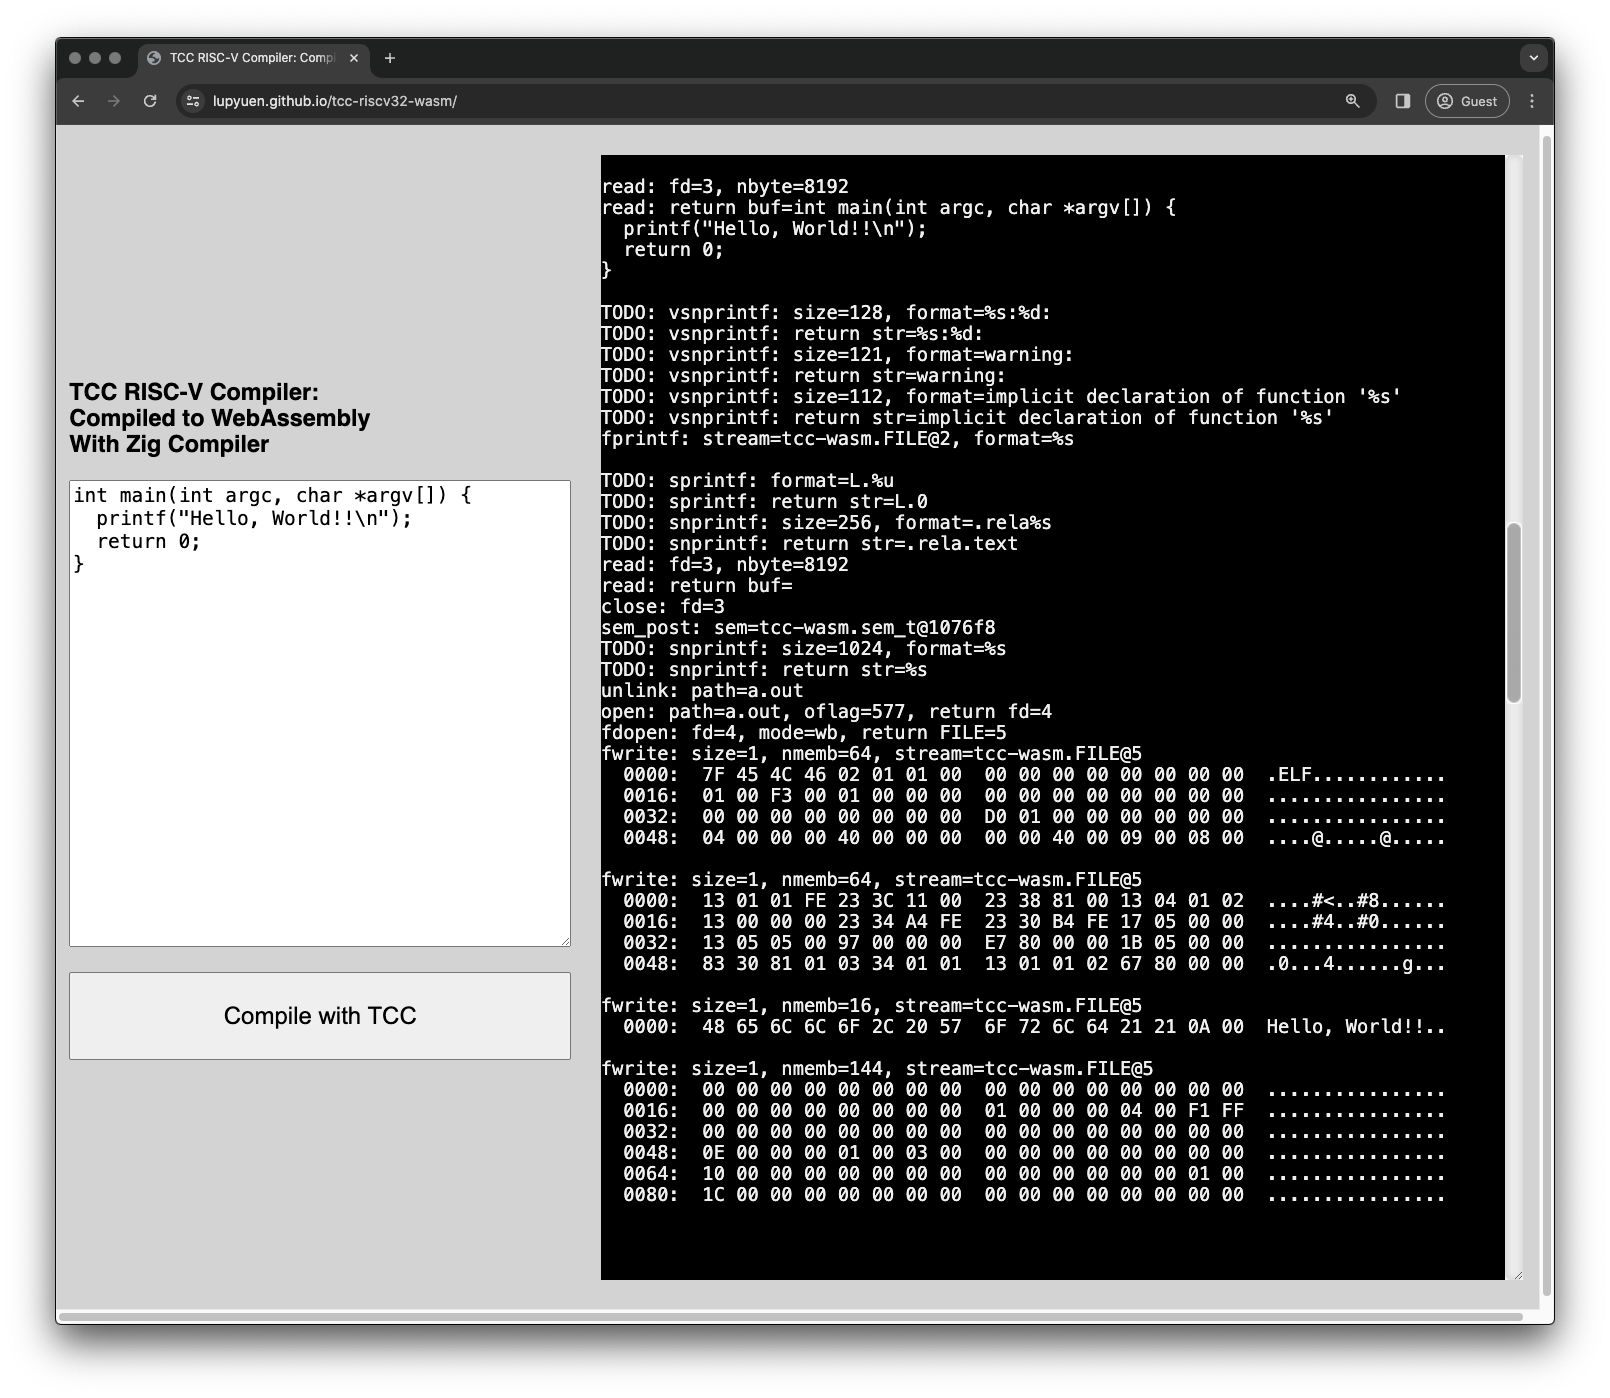 TCC RISC-V Compiler: Compi
lupyuen.github.io/tcc-riscv32-wasm/
Guest
TCC RISC-V Compiler:
Compiled to WebAssembly
With Zig Compiler
int main(int argc, char *argv[]) {
  printf("Hello, World!!\n");
  return 0;
}
Compile with TCC
read: fd=3, nbyte=8192
read: return buf=int main(int argc, char *argv[]) {
  printf("Hello, World!!\n");
  return 0;
}
TODO: vsnprintf: size=128, format=%s:%d:
TODO: vsnprintf: return str=%s:%d:
TODO: vsnprintf: size=121, format=warning:
TODO: vsnprintf: return str=warning:
TODO: vsnprintf: size=112, format=implicit declaration of function '%s'
TODO: vsnprintf: return str=implicit declaration of function '%s'
fprintf: stream=tcc-wasm.FILE@2, format=%s
TODO: sprintf: format=L.%u
TODO: sprintf: return str=L.0
TODO: snprintf: size=256, format=.rela%s
TODO: snprintf: return str=.rela.text
read: fd=3, nbyte=8192
read: return buf=
close: fd=3
sem_post: sem=tcc-wasm.sem_t@1076f8
TODO: snprintf: size=1024, format=%s
TODO: snprintf: return str=%s
unlink: path=a.out
open: path=a.out, oflag=577, return fd=4
fdopen: fd=4, mode=wb, return FILE=5
fwrite: size=1, nmemb=64, stream=tcc-wasm.FILE@5
  0000:  7F 45 4C 46 02 01 01 00  00 00 00 00 00 00 00 00  .ELF............
  0016:  01 00 F3 00 01 00 00 00  00 00 00 00 00 00 00 00  ................
  0032:  00 00 00 00 00 00 00 00  D0 01 00 00 00 00 00 00  ................
  0048:  04 00 00 00 40 00 00 00  00 00 40 00 09 00 08 00  ....@.....@.....
fwrite: size=1, nmemb=64, stream=tcc-wasm.FILE@5
  0000:  13 01 01 FE 23 3C 11 00  23 38 81 00 13 04 01 02  ....#<..#8......
  0016:  13 00 00 00 23 34 A4 FE  23 30 B4 FE 17 05 00 00  ....#4..#0......
  0032:  13 05 05 00 97 00 00 00  E7 80 00 00 1B 05 00 00  ................
  0048:  83 30 81 01 03 34 01 01  13 01 01 02 67 80 00 00  .0...4......g...
fwrite: size=1, nmemb=16, stream=tcc-wasm.FILE@5
  0000:  48 65 6C 6C 6F 2C 20 57  6F 72 6C 64 21 21 0A 00  Hello, World!!..
fwrite: size=1, nmemb=144, stream=tcc-wasm.FILE@5
  0000:  00 00 00 00 00 00 00 00  00 00 00 00 00 00 00 00  ................
  0016:  00 00 00 00 00 00 00 00  01 00 00 00 04 00 F1 FF  ................
  0032:  00 00 00 00 00 00 00 00  00 00 00 00 00 00 00 00  ................
  0048:  0E 00 00 00 01 00 03 00  00 00 00 00 00 00 00 00  ................
  0064:  10 00 00 00 00 00 00 00  00 00 00 00 00 00 01 00  ................
  0080:  1C 00 00 00 00 00 00 00  00 00 00 00 00 00 00 00  ................